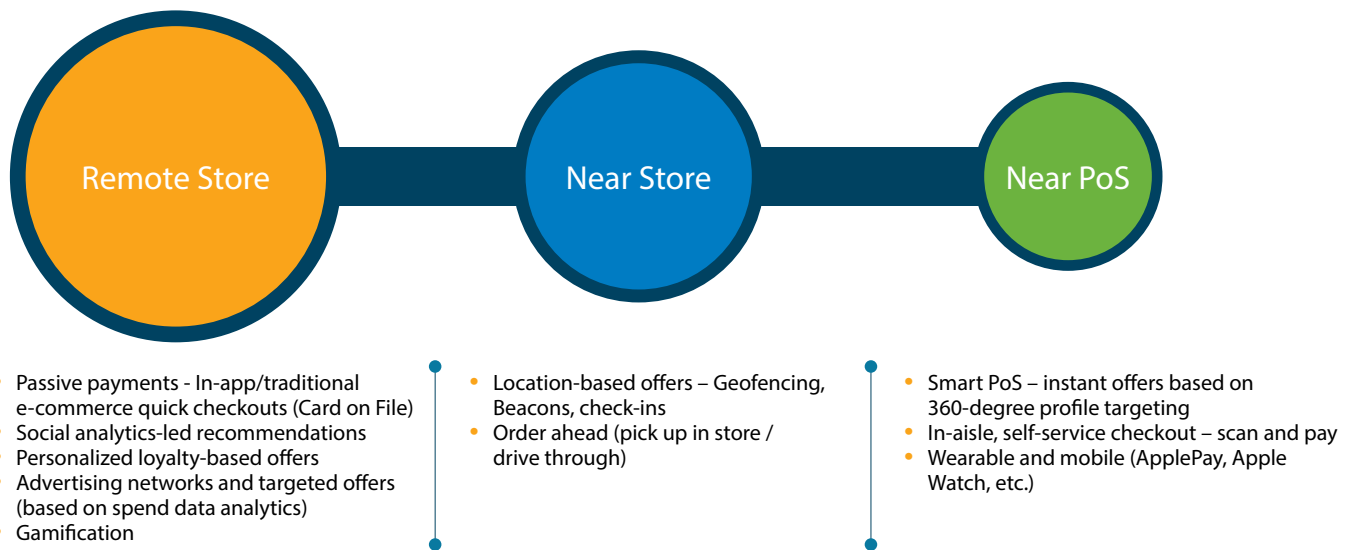 Remote Store
Near Store
Near PoS
• Passive payments - In-app/traditional
e-commerce quick checkouts (Card on File)
• Social analytics-led recommendations
• Personalized loyalty-based offers
• Advertising networks and targeted offers
(based on spend data analytics)
• Gamification
• Location-based offers – Geofencing,
Beacons, check-ins
• Order ahead (pick up in store /
drive through)
• Smart PoS – instant offers based on
360-degree profile targeting
• In-aisle, self-service checkout – scan and pay
• Wearable and mobile (ApplePay, Apple
Watch, etc.)